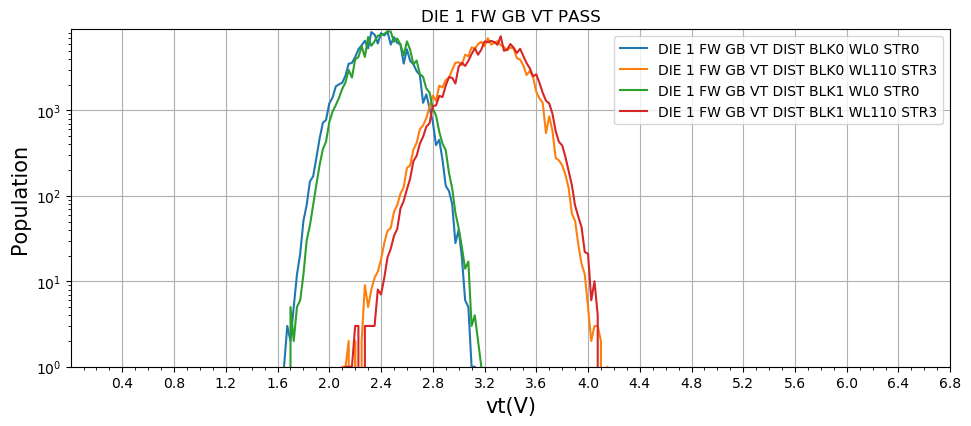 DIE 1 FW GB VT PASS
DIE 1 FW GB VT DIST BLK0 WL0 STR0
DIE 1 FW GB VT DIST BLK0 WL110 STR3
DIE 1 FW GB VT DIST BLK1 WL0 STR0
DIE 1 FW GB VT DIST BLK1 WL110 STR3
Population
10³
10²
10¹
10⁰
0.4 0.8 1.2 1.6 2.0 2.4 2.8 3.2 3.6 4.0 4.4 4.8 5.2 5.6 6.0 6.4 6.8
vt(V)